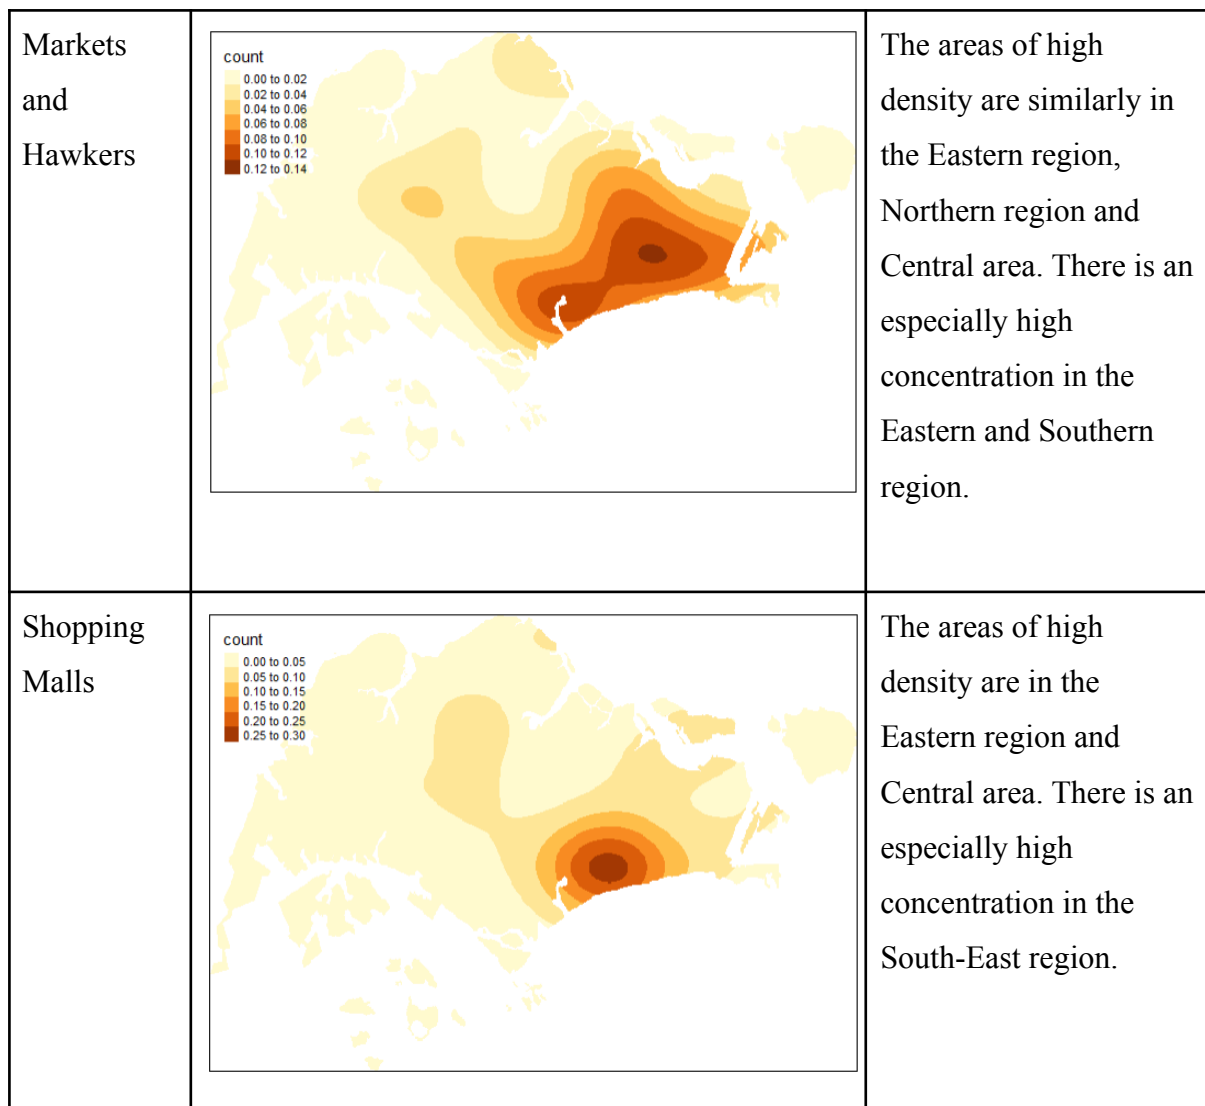 Markets
and
Hawkers
count
0.00 to 0.02
0.02 to 0.04
0.04 to 0.06
0.06 to 0.08
0.08 to 0.10
0.10 to 0.12
0.12 to 0.14
The areas of high
density are similarly in
the Eastern region,
Northern region and
Central area. There is an
especially high
concentration in the
Eastern and Southern
region.
Shopping
Malls
count
0.00 to 0.05
0.05 to 0.10
0.10 to 0.15
0.15 to 0.20
0.20 to 0.25
0.25 to 0.30
The areas of high
density are in the
Eastern region and
Central area. There is an
especially high
concentration in the
South-East region.